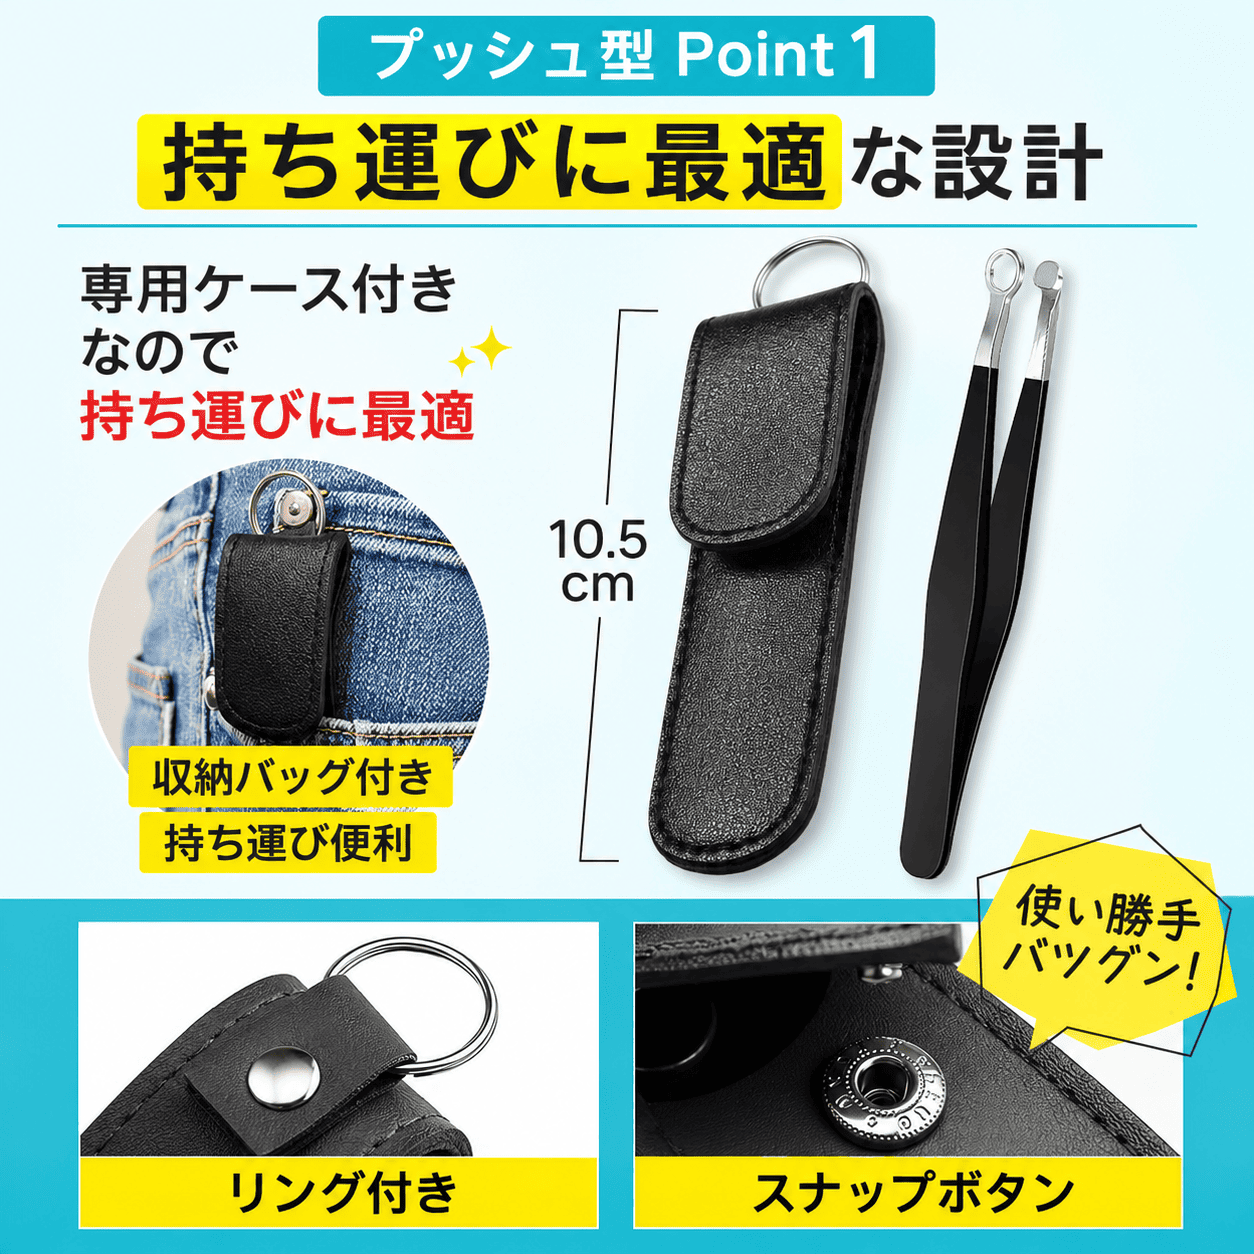 プッシュ型 Point 1
持ち運びに最適な設計
専用ケース付き
なので
持ち運びに最適
10.5
cm
収納バッグ付き
持ち運び便利
使い勝手
バツグン!
リング付き
スナップボタン